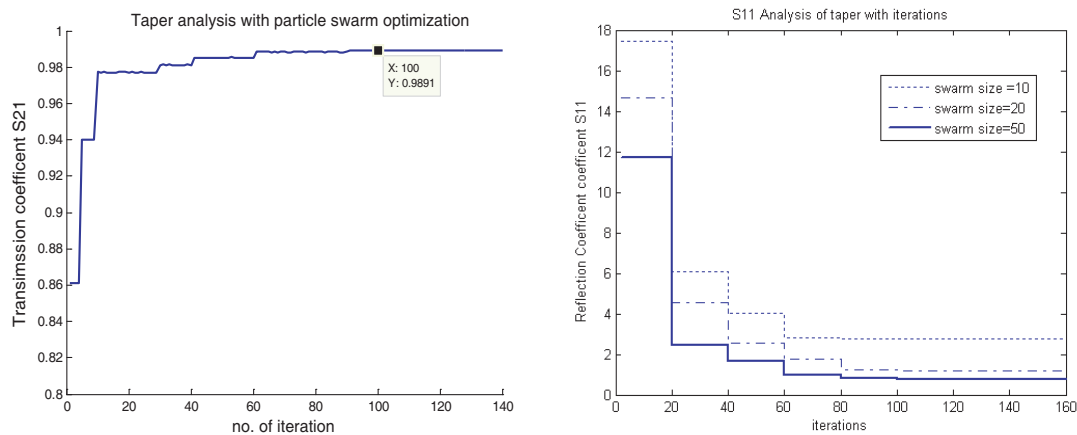 Taper analysis with particle swarm optimization
Transimssion coefficent S21
1
0.98
0.96
0.94
0.92
0.9
0.88
0.86
0.84
0.82
0.8
X: 100
Y: 0.9891
0 20 40 60 80 100 120 140
no. of iteration
S11 Analysis of taper with iterations
Reflection Coefficent coefficent S11
18
16
14
12
10
8
6
4
2
0
swarm size =10
swarm size=20
swarm size=50
0 20 40 60 80 100 120 140 160
iterations